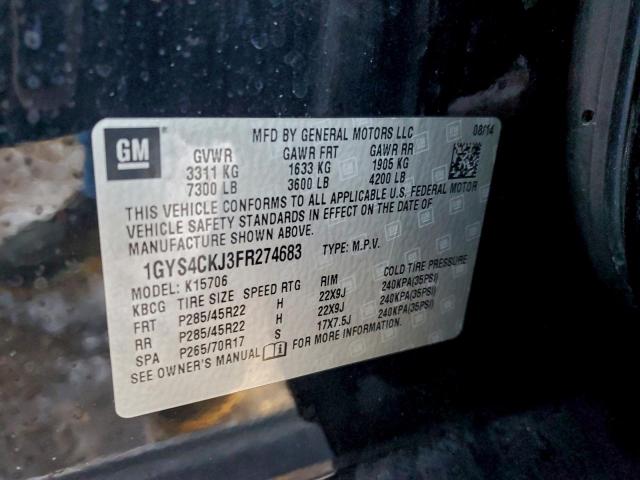 GM
MFD BY GENERAL MOTORS LLC 08/14
GVWR GAWR FRT GAWR RR
3311 KG 1633 KG 1905 KG
7300 LB 3600 LB 4200 LB
THIS VEHICLE CONFORMS TO ALL APPLICABLE U.S. FEDERAL MOTOR
VEHICLE SAFETY STANDARDS IN EFFECT ON THE DATE OF
MANUFACTURE SHOWN ABOVE.
1GYS4CKJ3FR274683 TYPE: M.P.V.
MODEL: K15706
KBCG TIRE SIZE SPEED RTG RIM COLD TIRE PRESSURE
FRT P285/45R22 H 22X9J 240KPA(35PSI)
RR P285/45R22 H 22X9J 240KPA(35PSI)
SPA P265/70R17 S 17X7.5J 240KPA(35PSI)
SEE OWNER'S MANUAL FOR MORE INFORMATION.